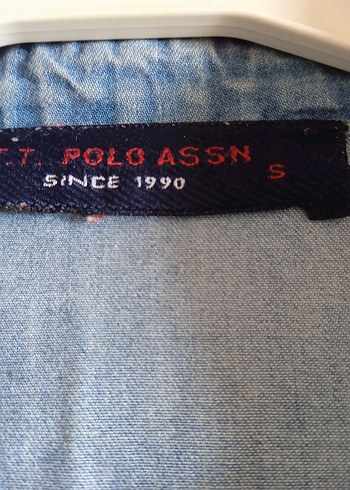 T.T. POLO ASSN
SINCE 1990
S